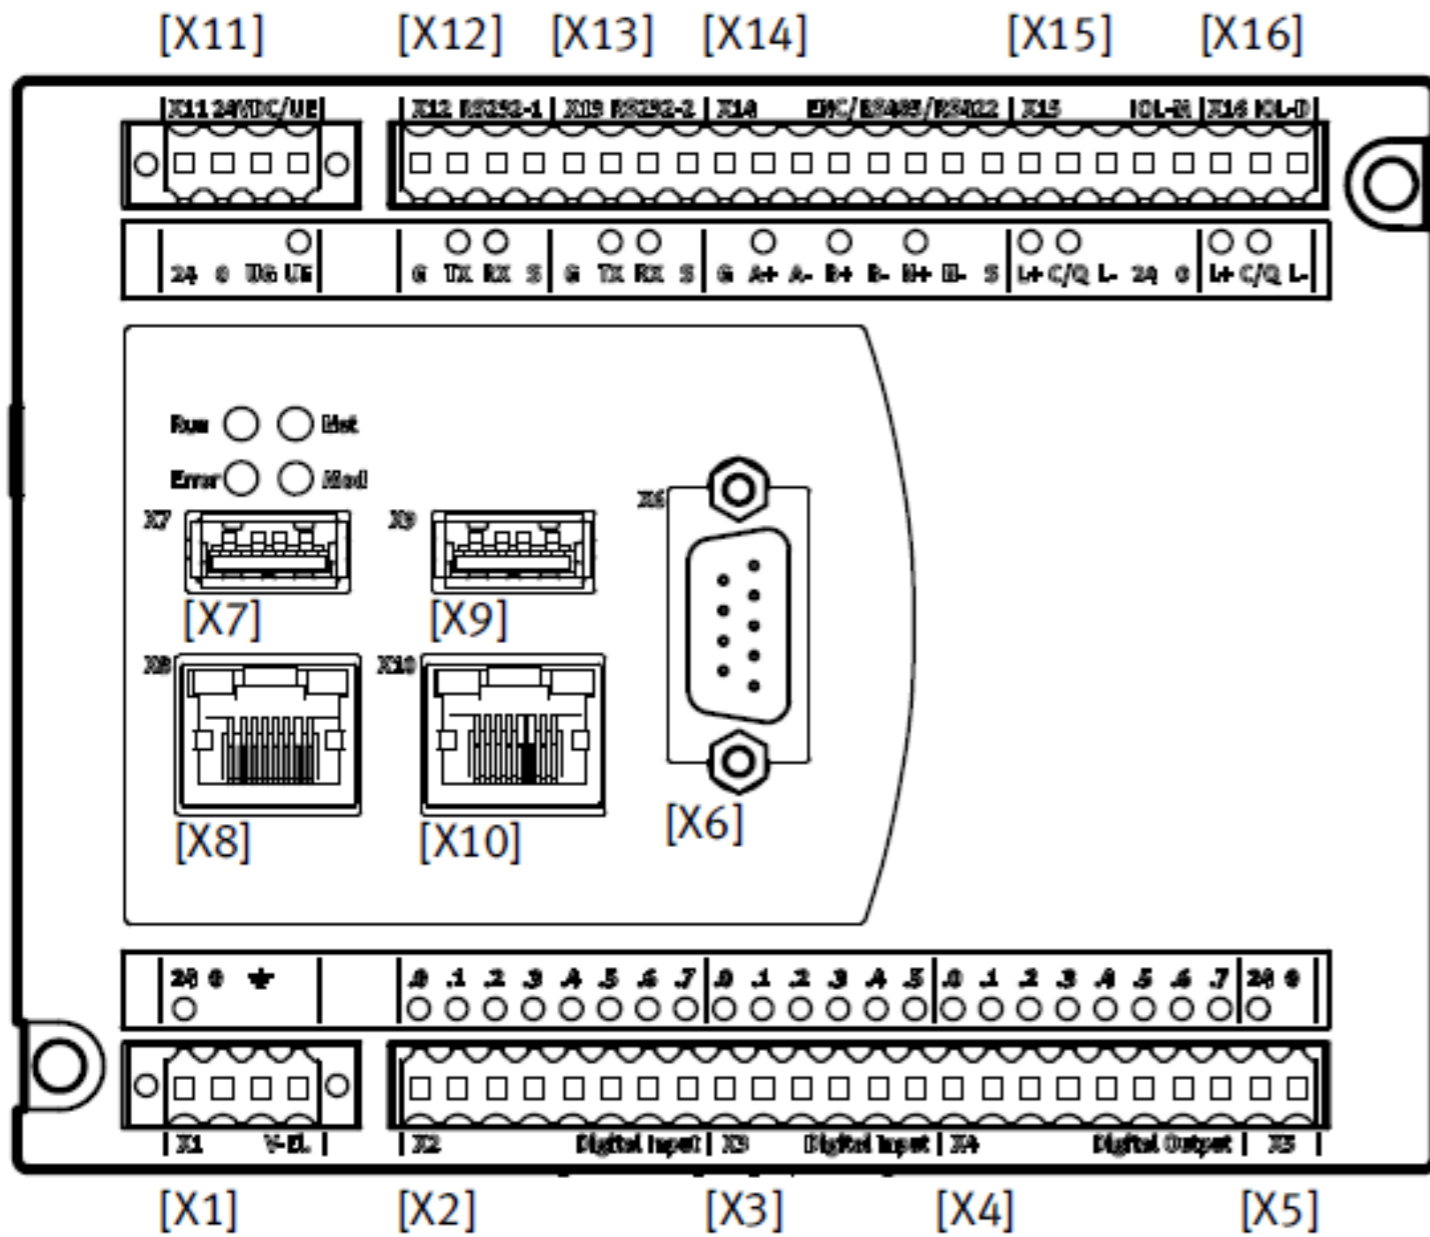 [X11] [X12] [X13] [X14] [X15] [X16]
X11 24VDC/UE X12 RS232-1 X13 RS232-2 X14 ENC/RS485/RS422 X15 IOL-M X16 IOL-D
24 0 UG UE G TX RX S G TX RX S G A+ A- B+ B- N+ N- S L+ C/Q L- 24 0 L+ C/Q L-
Run Net
Error Mod
X7 X9 X6
[X7] [X9]
X8 X10
[X8] [X10] [X6]
24 0 .0 .1 .2 .3 .4 .5 .6 .7 .0 .1 .2 .3 .4 .5 .0 .1 .2 .3 .4 .5 .6 .7 24 0
X1 V-EL. X2 Digital Input X3 Digital Input X4 Digital Output X5
[X1] [X2] [X3] [X4] [X5]